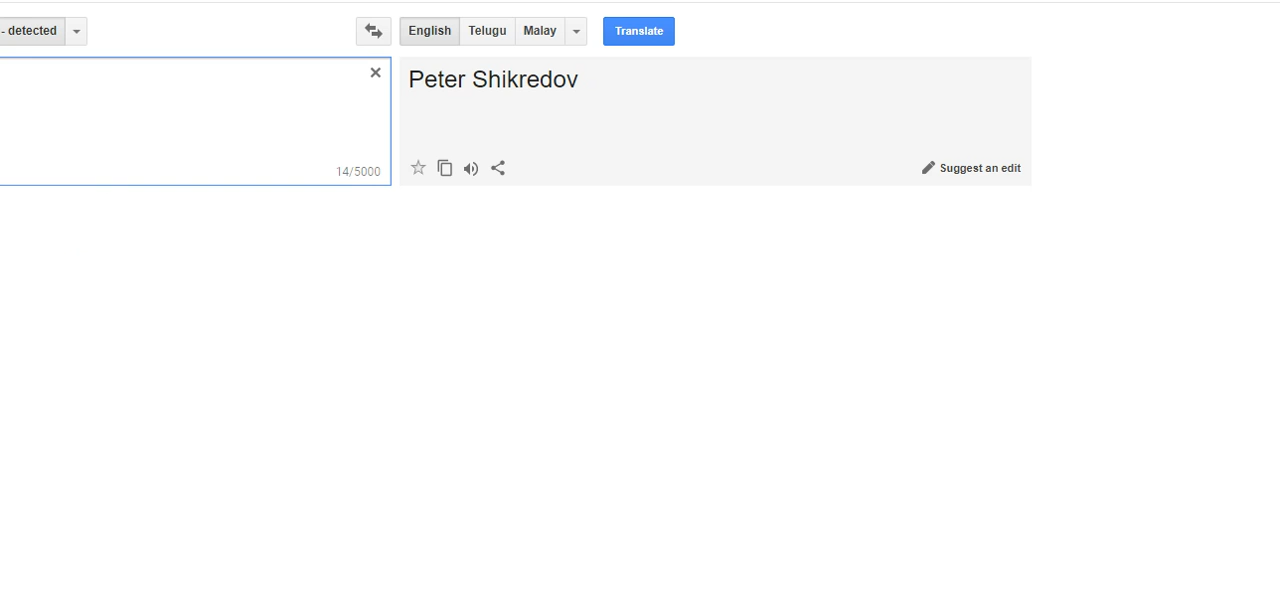 - detected
English Telugu Malay Translate
Peter Shikredov
14/5000
Suggest an edit